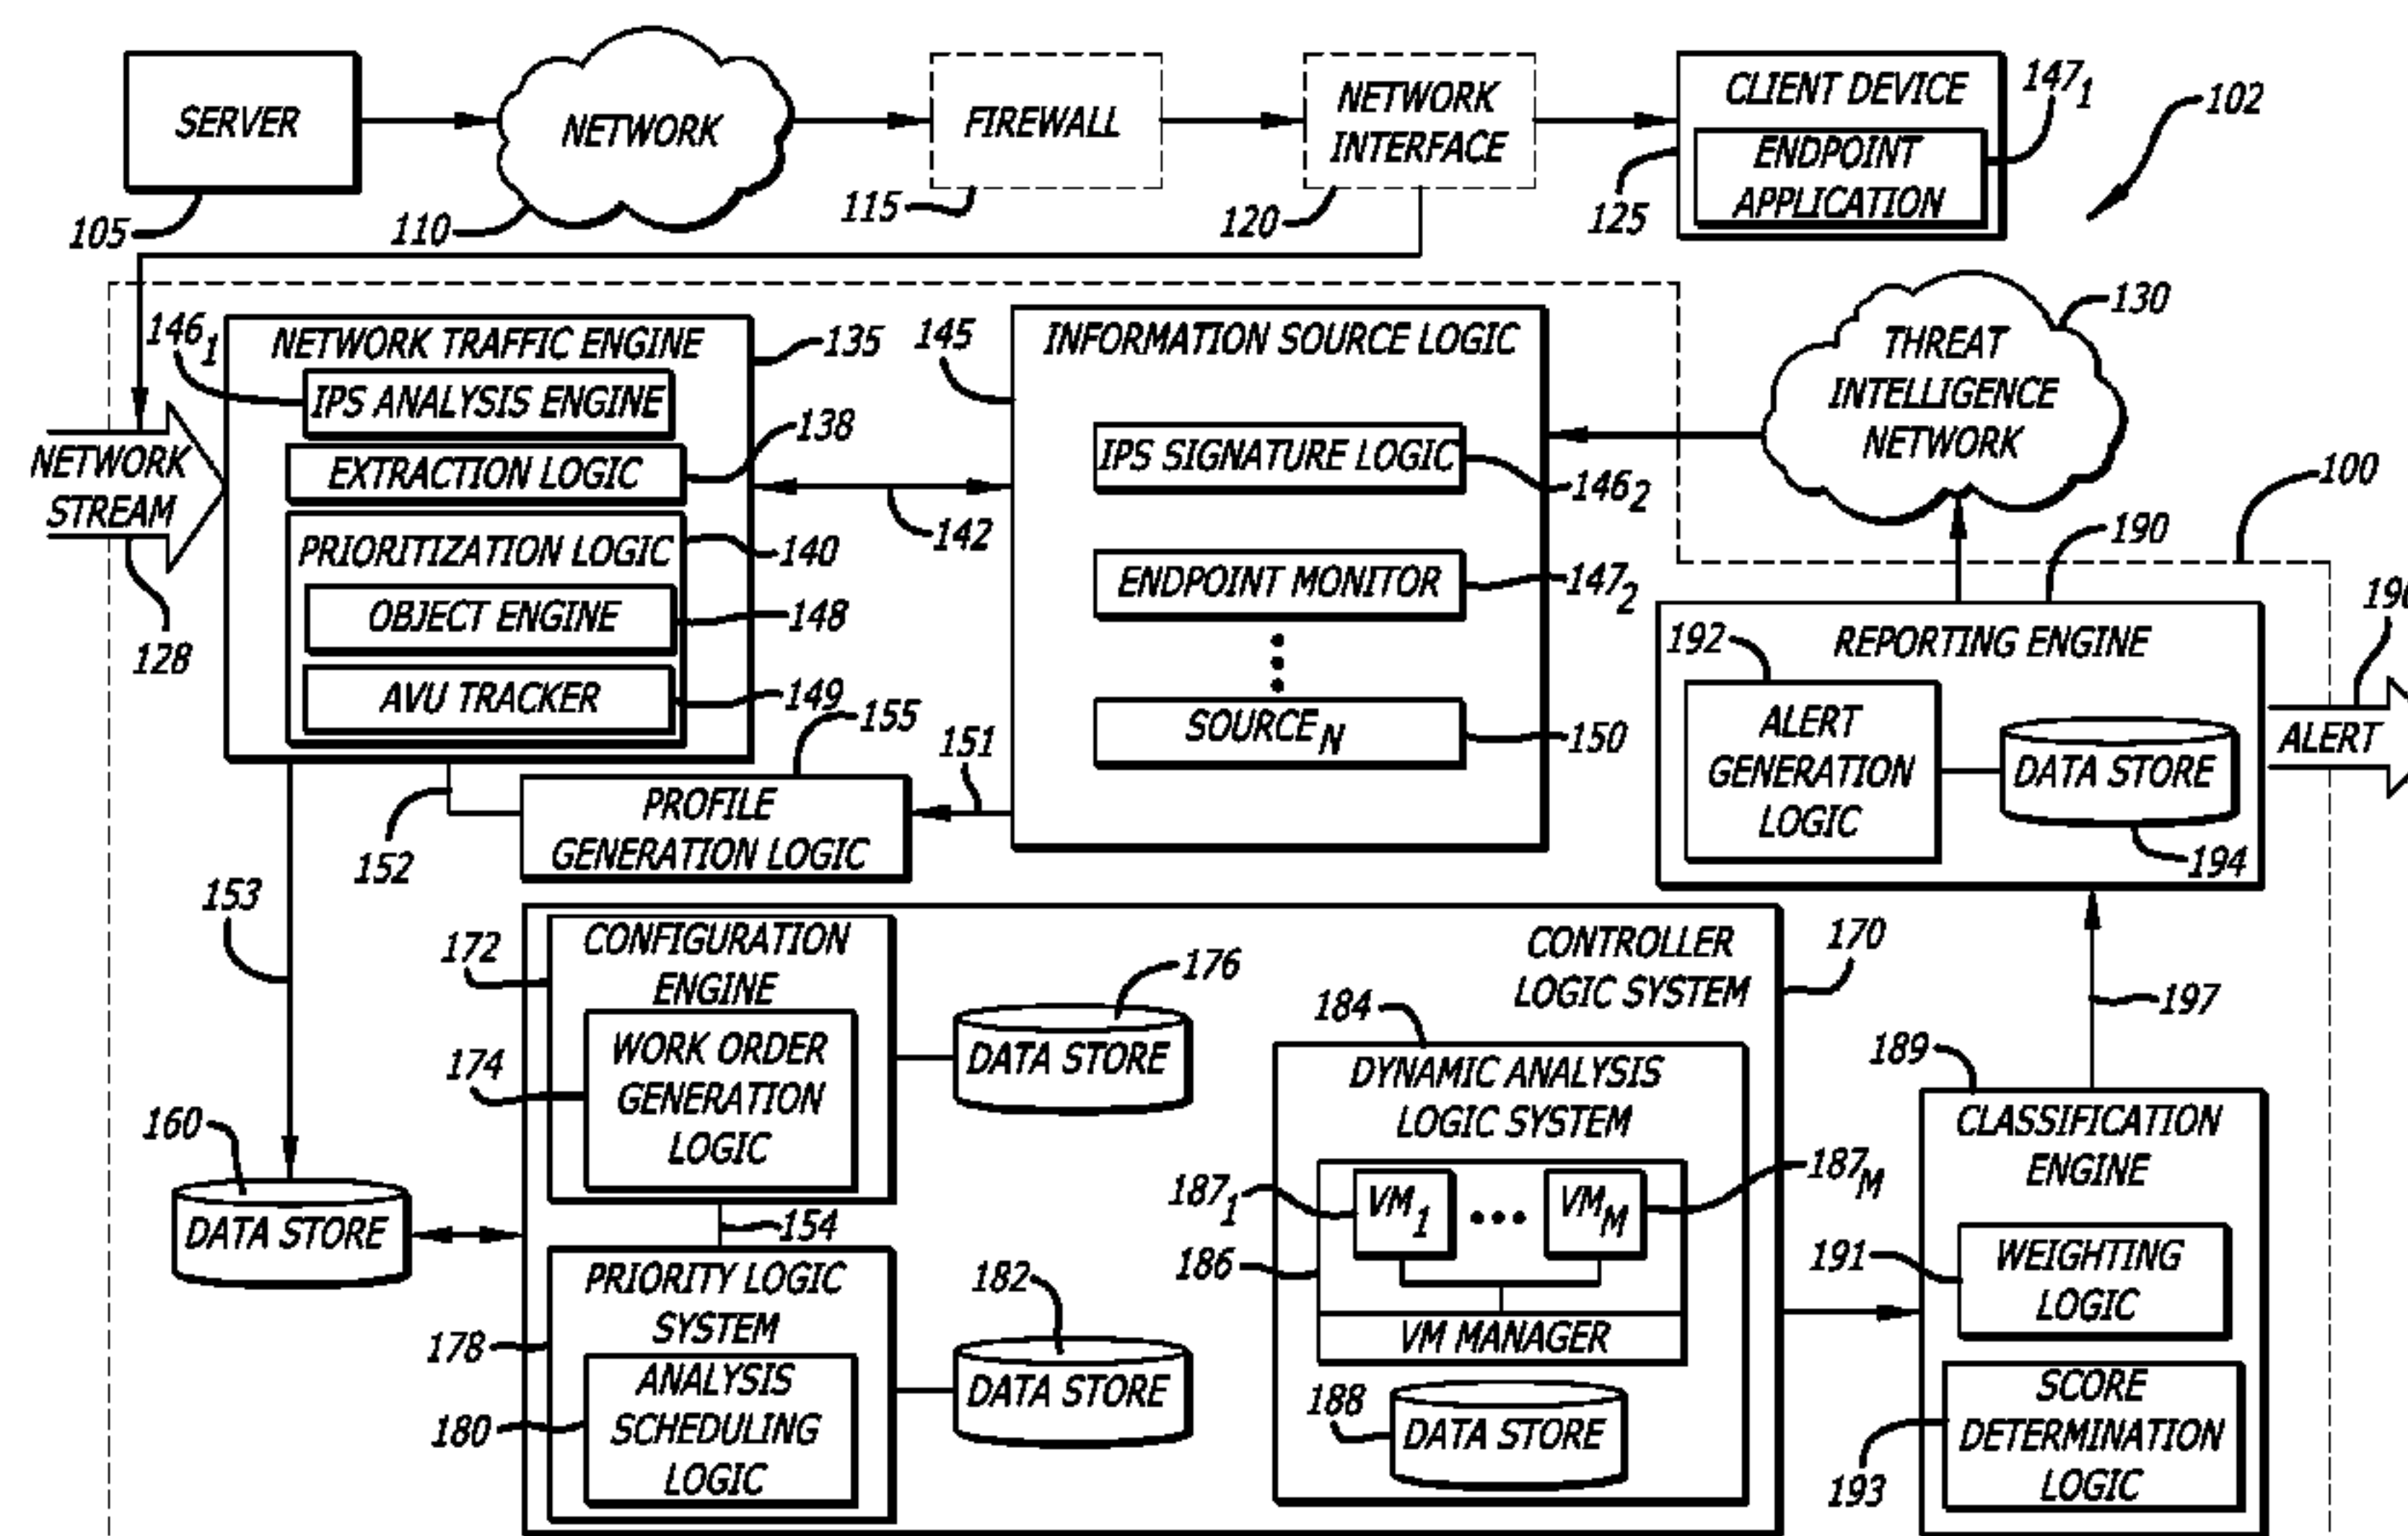 SERVER
NETWORK
FIREWALL
NETWORK
INTERFACE
CLIENT DEVICE
ENDPOINT
APPLICATION
147₁
102
105
110
115
120
125
146₁
NETWORK TRAFFIC ENGINE
135
IPS ANALYSIS ENGINE
EXTRACTION LOGIC
138
PRIORITIZATION LOGIC
140
OBJECT ENGINE
148
AVU TRACKER
149
NETWORK
STREAM
128
142
145
INFORMATION SOURCE LOGIC
IPS SIGNATURE LOGIC
146₂
ENDPOINT MONITOR
147₂
SOURCE_N
150
130
THREAT
INTELLIGENCE
NETWORK
100
190
REPORTING ENGINE
192
ALERT
GENERATION
LOGIC
DATA STORE
194
ALERT
155
151
PROFILE
GENERATION LOGIC
152
153
160
DATA STORE
172
CONFIGURATION
ENGINE
174
WORK ORDER
GENERATION
LOGIC
176
DATA STORE
154
PRIORITY LOGIC
SYSTEM
178
ANALYSIS
SCHEDULING
LOGIC
180
182
DATA STORE
CONTROLLER
LOGIC SYSTEM
170
184
DYNAMIC ANALYSIS
LOGIC SYSTEM
187₁
VM₁
•••
VM_M
187_M
186
VM MANAGER
188
DATA STORE
197
189
CLASSIFICATION
ENGINE
191
WEIGHTING
LOGIC
SCORE
DETERMINATION
LOGIC
193